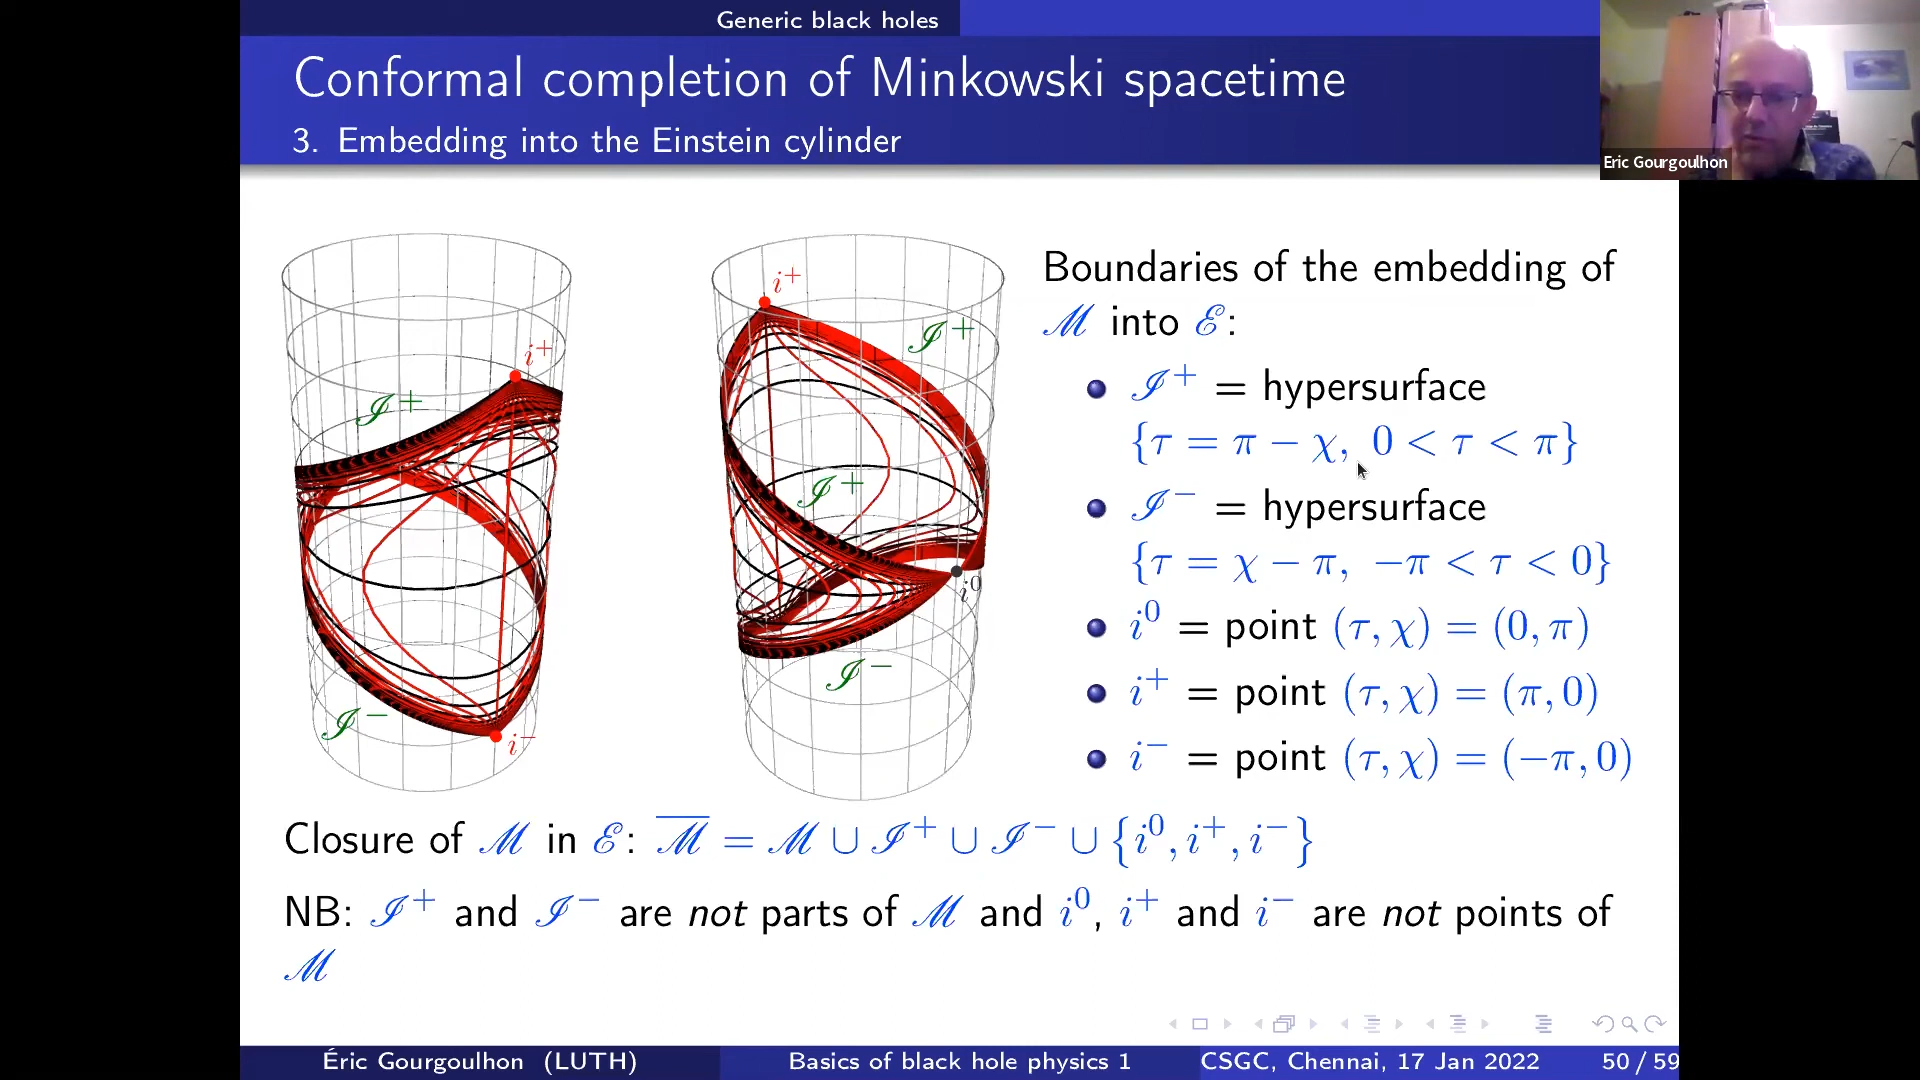 Generic black holes
Conformal completion of Minkowski spacetime
3. Embedding into the Einstein cylinder
Eric Gourgoulhon
i⁺
ℐ⁺
ℐ⁻
i⁻
i⁺
ℐ⁺
ℐ⁺
i⁰
ℐ⁻
Boundaries of the embedding of
ℳ into ℰ:
ℐ⁺ = hypersurface
{τ = π − χ, 0 < τ < π}
ℐ⁻ = hypersurface
{τ = χ − π, −π < τ < 0}
i⁰ = point (τ, χ) = (0, π)
i⁺ = point (τ, χ) = (π, 0)
i⁻ = point (τ, χ) = (−π, 0)
Closure of ℳ in ℰ: ℳ̅ = ℳ ∪ ℐ⁺ ∪ ℐ⁻ ∪ {i⁰, i⁺, i⁻}
NB: ℐ⁺ and ℐ⁻ are not parts of ℳ and i⁰, i⁺ and i⁻ are not points of
ℳ
Éric Gourgoulhon (LUTH) Basics of black hole physics 1 CSGC, Chennai, 17 Jan 2022 50 / 59